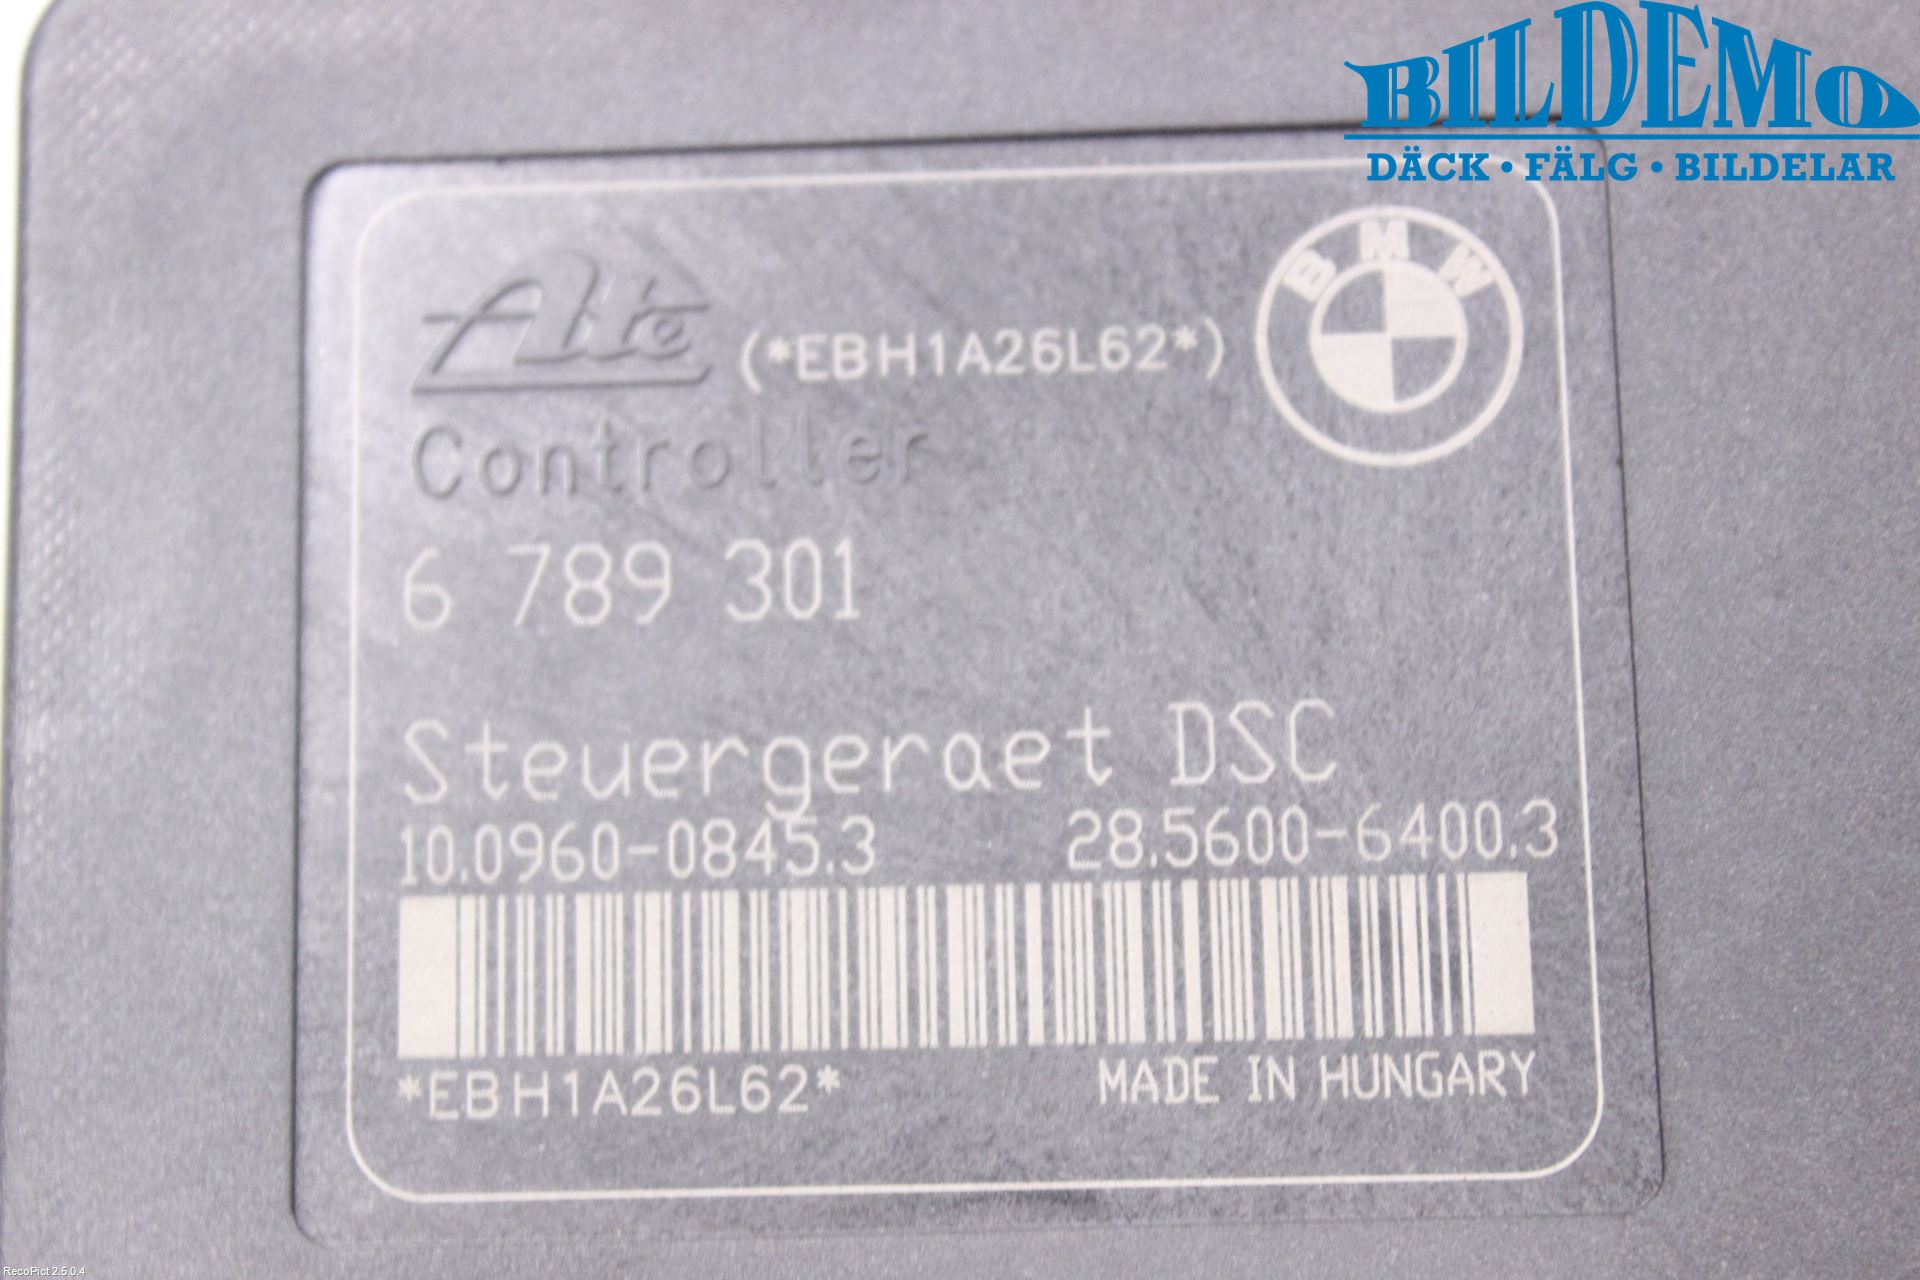 BILDEMO
DÄCK • FÄLG • BILDELAR
BMW
Ate (*EBH1A26L62*)
Controller
6 789 301
Steuergeraet DSC
10.0960-0845.3 28.5600-6400.3
*EBH1A26L62* MADE IN HUNGARY
RecoPict 2.5.0.4